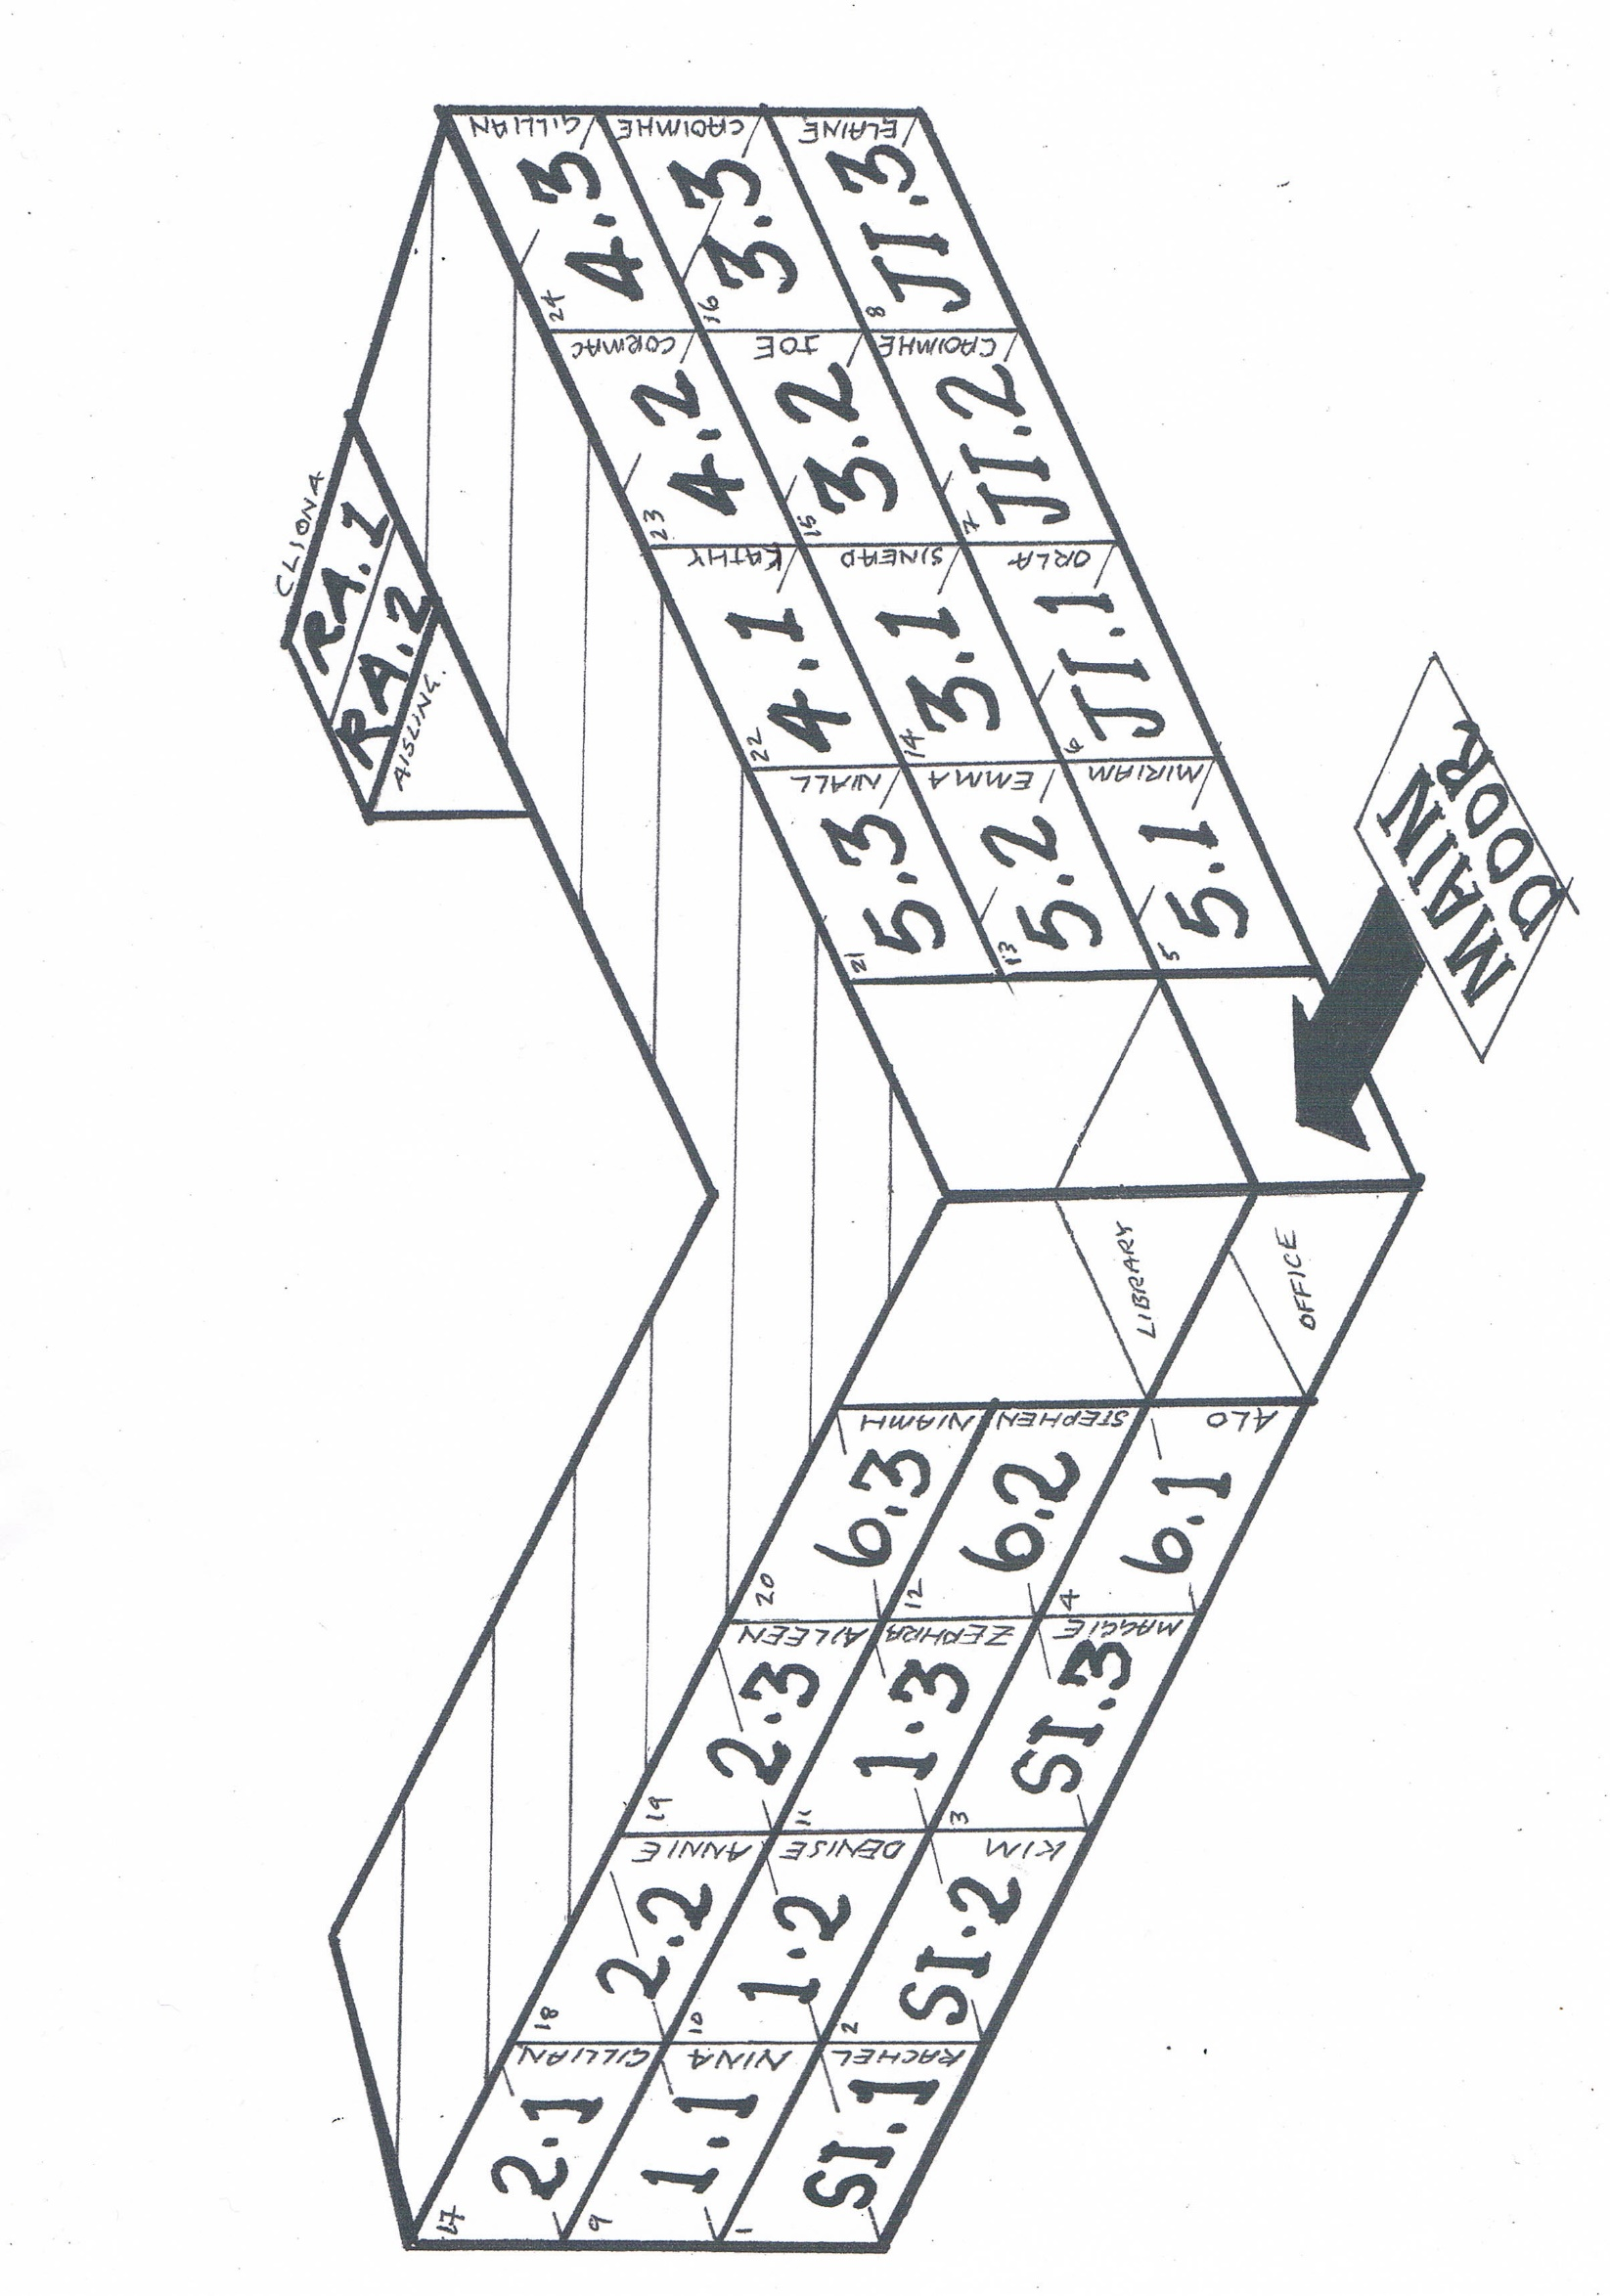 CLIONA
RA.1
RA.2
AISLING.
17
2.1
GILLIAN
18
2.2
ANNIE
19
2.3
AILEEN
20
6.3
NIAMH
21
5.3
NIALL
22
4.1
KATHY
23
4.2
CORMAC
24
4.3
GILLIAN
9
1.1
NINA
10
1.2
DENISE
11
1.3
ZEPHRA
12
6.2
STEPHEN
LIBRARY
13
5.2
EMMA
14
3.1
SINEAD
15
3.2
JOE
16
3.3
CAOIMHE
1
SI.1
RACHEL
2
SI.2
KIM
3
SI.3
MAGGIE
4
6.1
ALO
OFFICE
5
5.1
MIRIAM
6
JI.1
ORLA
7
JI.2
CAOIMHE
8
JI.3
ELAINE
MAIN
DOOR